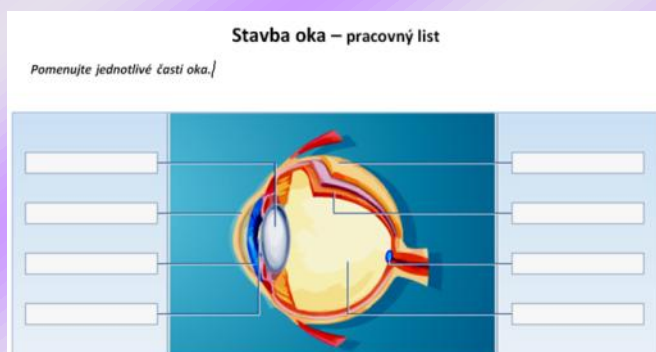 Stavba oka – pracovný list
Pomenujte jednotlivé časti oka.